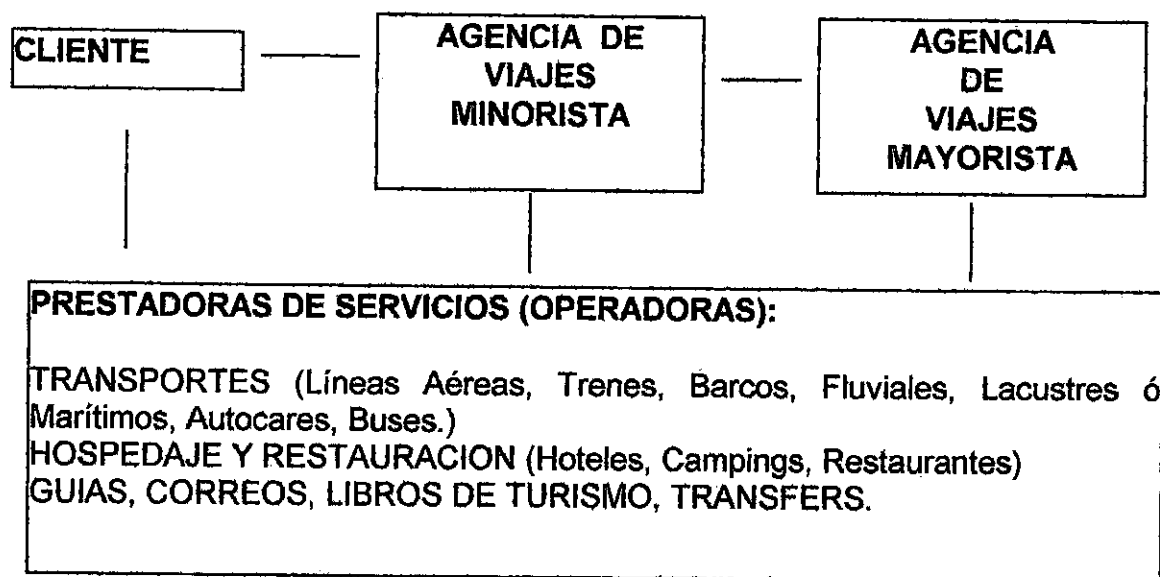 CLIENTE
AGENCIA DE
VIAJES
MINORISTA
AGENCIA
DE
VIAJES
MAYORISTA
PRESTADORAS DE SERVICIOS (OPERADORAS):
TRANSPORTES (Líneas Aéreas, Trenes, Barcos, Fluviales, Lacustres ó
Marítimos, Autocares, Buses.)
HOSPEDAJE Y RESTAURACION (Hoteles, Campings, Restaurantes)
GUIAS, CORREOS, LIBROS DE TURISMO, TRANSFERS.